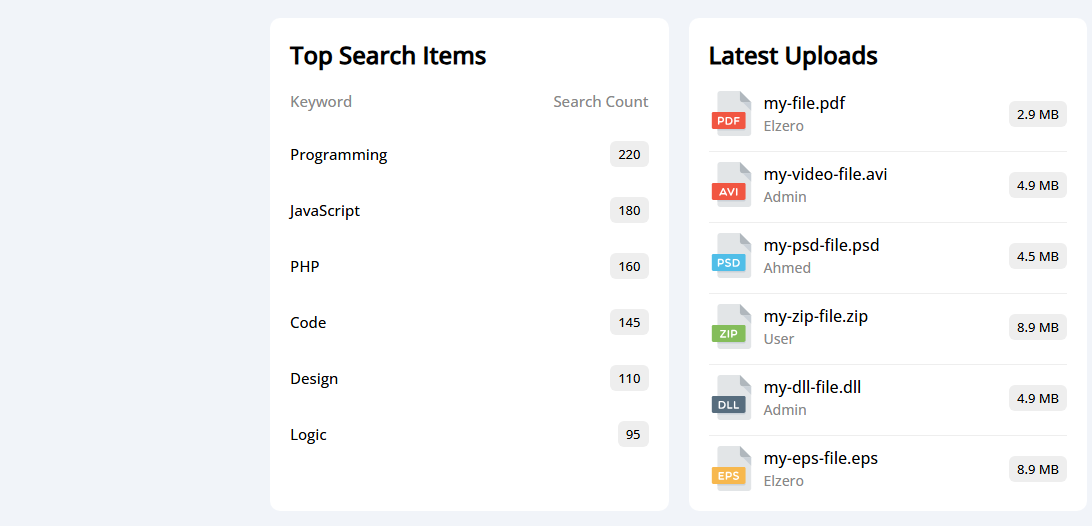 Top Search Items
Keyword Search Count
Programming 220
JavaScript 180
PHP 160
Code 145
Design 110
Logic 95
Latest Uploads
PDF my-file.pdf 2.9 MB
Elzero
AVI my-video-file.avi 4.9 MB
Admin
PSD my-psd-file.psd 4.5 MB
Ahmed
ZIP my-zip-file.zip 8.9 MB
User
DLL my-dll-file.dll 4.9 MB
Admin
EPS my-eps-file.eps 8.9 MB
Elzero